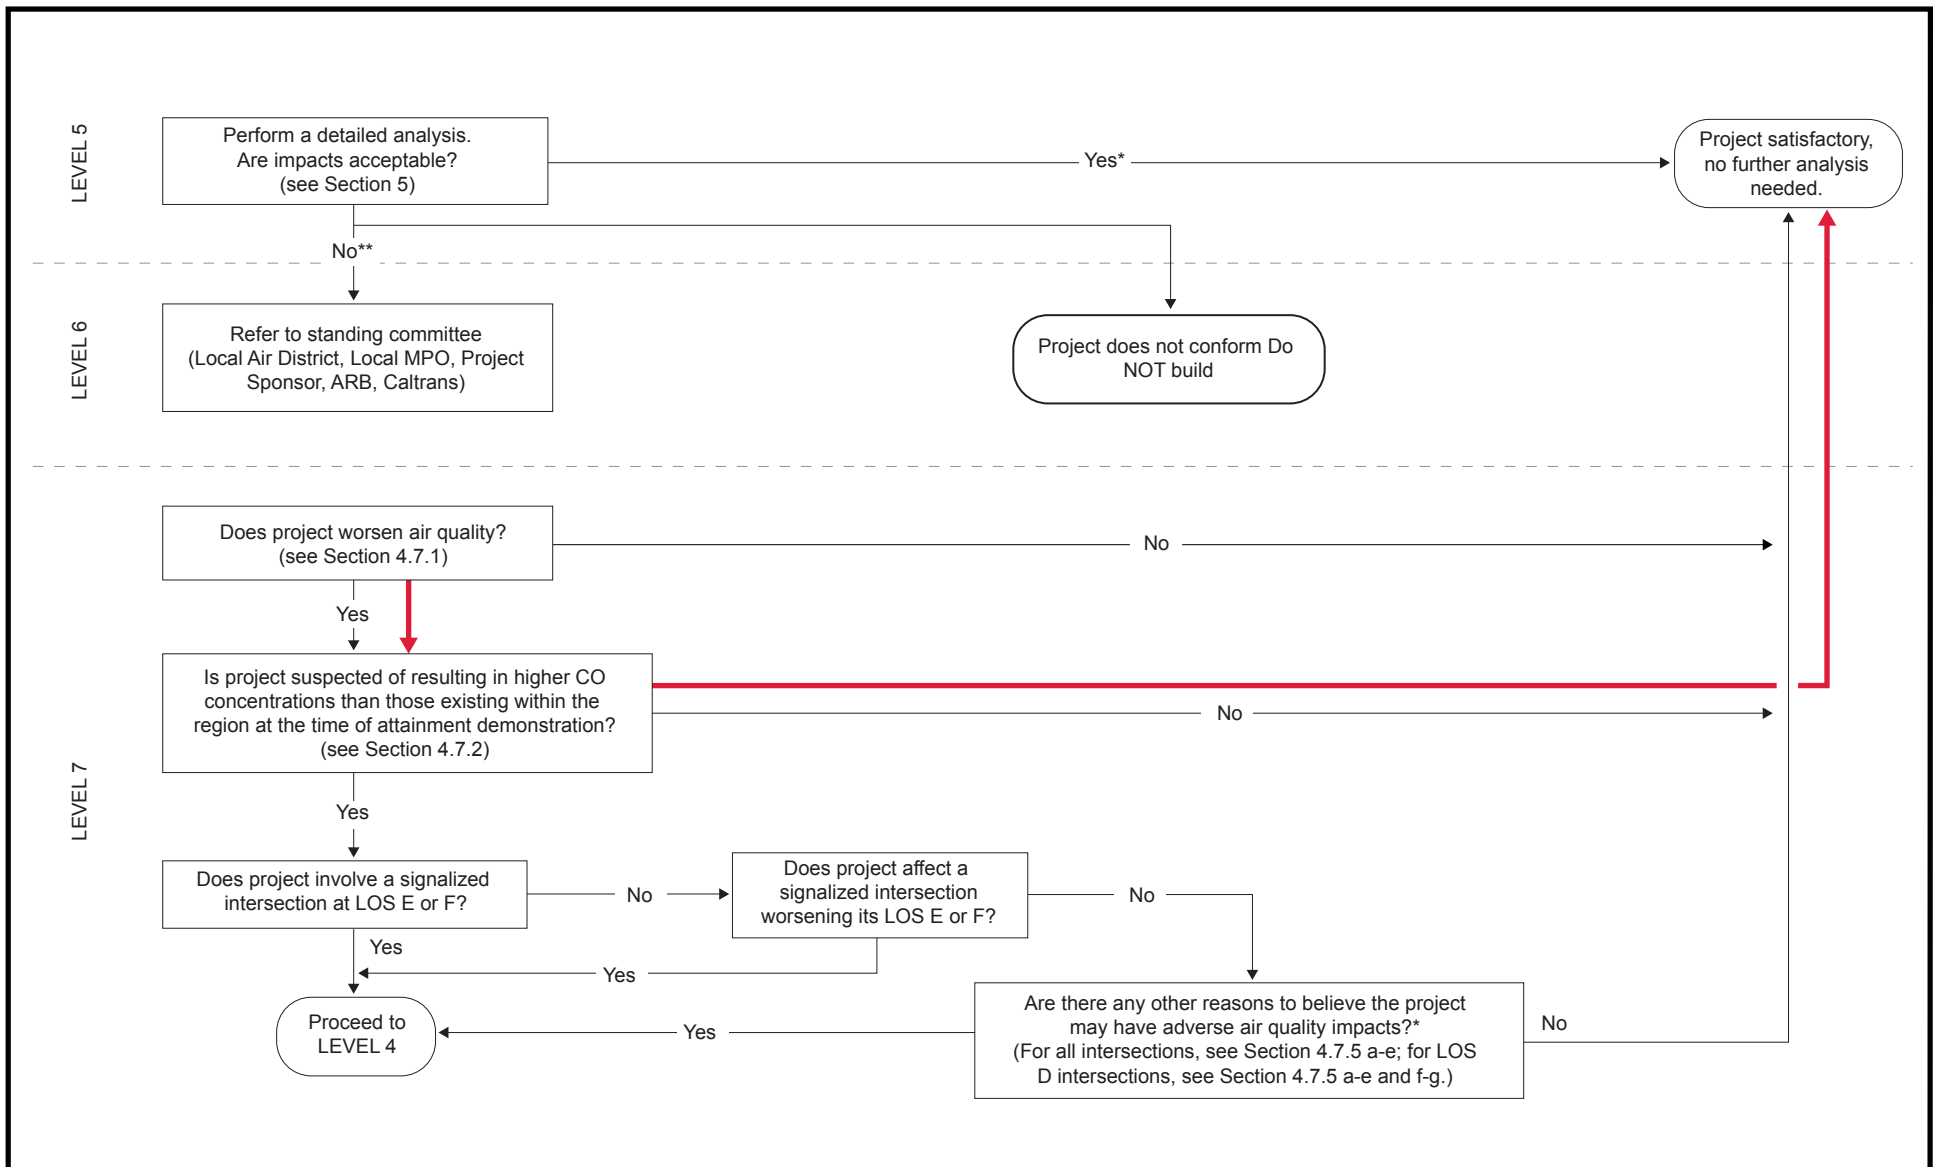 LEVEL 5
Perform a detailed analysis.
Are impacts acceptable?
(see Section 5)
Yes*
Project satisfactory,
no further analysis
needed.
No**
LEVEL 6
Refer to standing committee
(Local Air District, Local MPO, Project
Sponsor, ARB, Caltrans)
Project does not conform Do
NOT build
LEVEL 7
Does project worsen air quality?
(see Section 4.7.1)
No
Yes
Is project suspected of resulting in higher CO
concentrations than those existing within the
region at the time of attainment demonstration?
(see Section 4.7.2)
No
Yes
Does project involve a signalized
intersection at LOS E or F?
No
Does project affect a
signalized intersection
worsening its LOS E or F?
No
Yes
Yes
Proceed to
LEVEL 4
Yes
Are there any other reasons to believe the project
may have adverse air quality impacts?*
(For all intersections, see Section 4.7.5 a-e; for LOS
D intersections, see Section 4.7.5 a-e and f-g.)
No